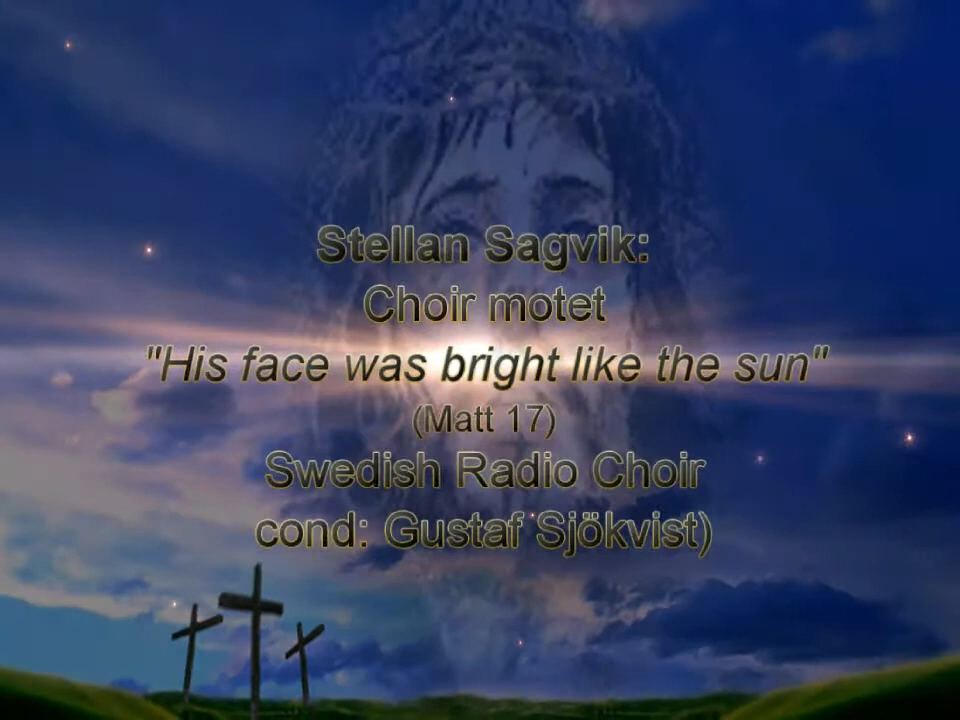 Stellan Sagvik:
Choir motet
"His face was bright like the sun"
(Matt 17)
Swedish Radio Choir
cond: Gustaf Sjökvist)